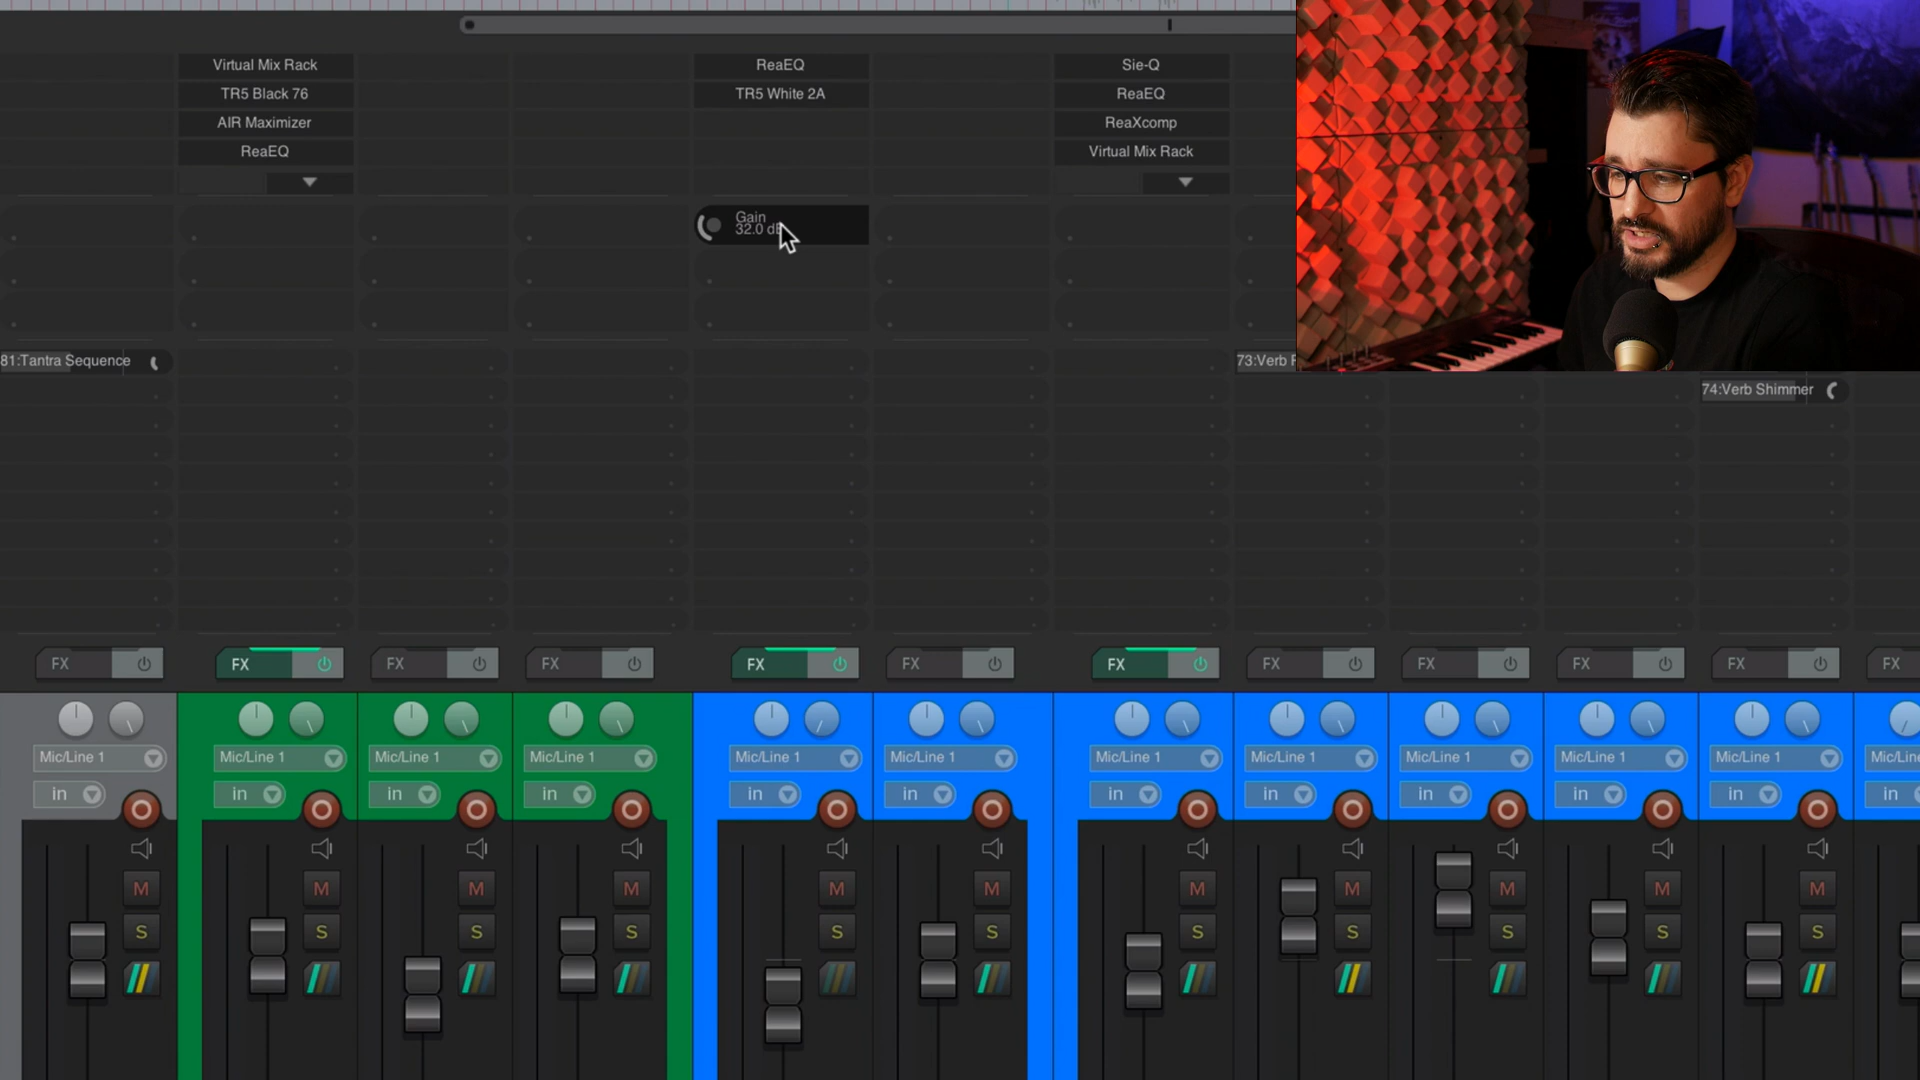 Virtual Mix Rack
TR5 Black 76
AIR Maximizer
ReaEQ
ReaEQ
TR5 White 2A
Sie-Q
ReaEQ
ReaXcomp
Virtual Mix Rack
Gain
32.0 d
81:Tantra Sequence
73:Verb
74:Verb Shimmer
FX FX FX FX FX FX FX FX FX FX FX FX
Mic/Line 1 Mic/Line 1 Mic/Line 1 Mic/Line 1 Mic/Line 1 Mic/Line 1 Mic/Line 1 Mic/Line 1 Mic/Line 1 Mic/Line 1 Mic/Line 1 Mic/Lin
in in in in in in in in in in in in
M M M M M M M M M M M
S S S S S S S S S S S